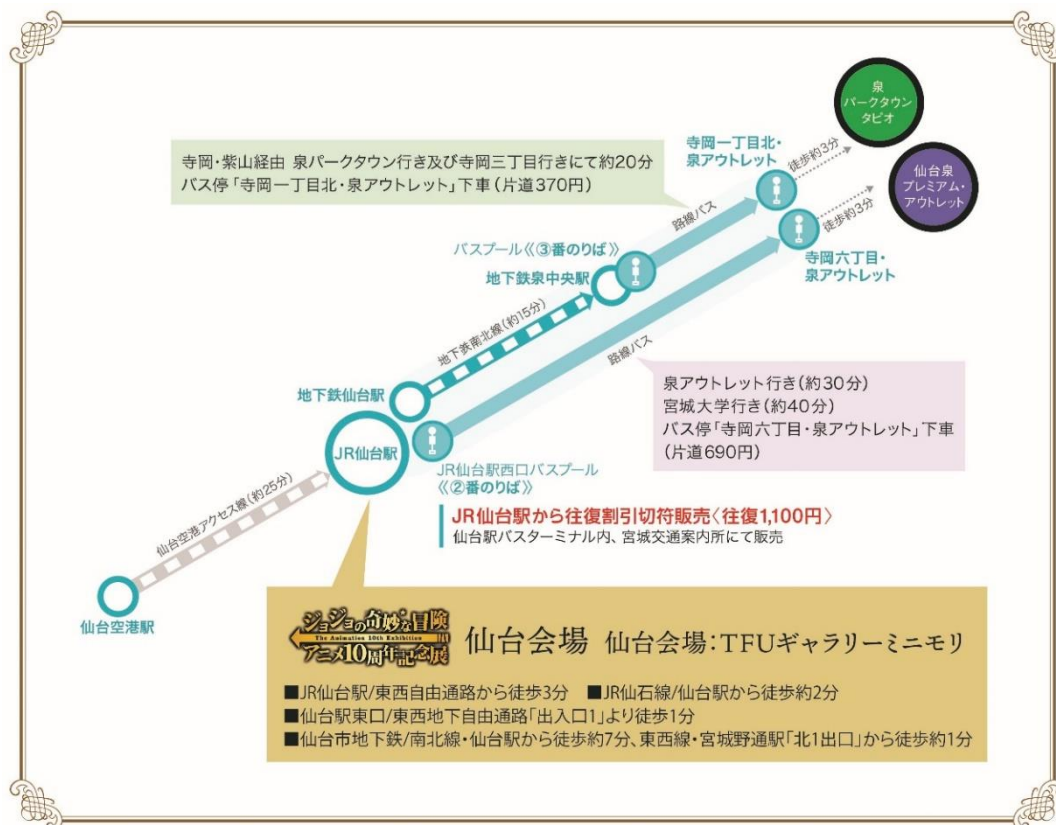 泉
パークタウン
タピオ
寺岡一丁目北・
泉アウトレット
徒歩約3分
寺岡・紫山経由 泉パークタウン行き及び寺岡三丁目行きにて約20分
バス停「寺岡一丁目北・泉アウトレット」下車(片道370円)
仙台泉
プレミアム・
アウトレット
路線バス
徒歩約3分
バスプール《③番のりば》
地下鉄泉中央駅
寺岡六丁目・
泉アウトレット
地下鉄南北線(約15分)
路線バス
地下鉄仙台駅
泉アウトレット行き(約30分)
宮城大学行き(約40分)
バス停「寺岡六丁目・泉アウトレット」下車
(片道690円)
JR仙台駅
JR仙台駅西口バスプール
《②番のりば》
仙台空港アクセス線(約25分)
JR仙台駅から往復割引切符販売〈往復1,100円〉
仙台駅バスターミナル内、宮城交通案内所にて販売
仙台空港駅
ジョジョの奇妙な冒険
The Animation 10th Exhibition
アニメ10周年記念展
仙台会場 仙台会場:TFUギャラリーミニモリ
■JR仙台駅/東西自由通路から徒歩3分 ■JR仙石線/仙台駅から徒歩約2分
■仙台駅東口/東西地下自由通路「出入口1」より徒歩1分
■仙台市地下鉄/南北線・仙台駅から徒歩約7分、東西線・宮城野通駅「北1出口」から徒歩約1分